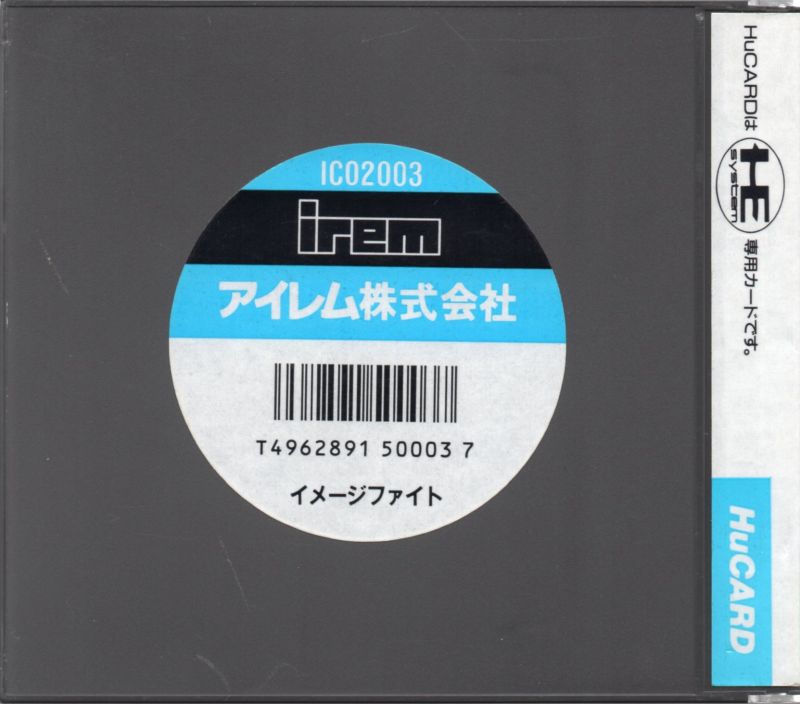 IC02003
irem
アイレム株式会社
T4962891 50003 7
イメージファイト
HuCARDは HE system 専用カードです。
HuCARD